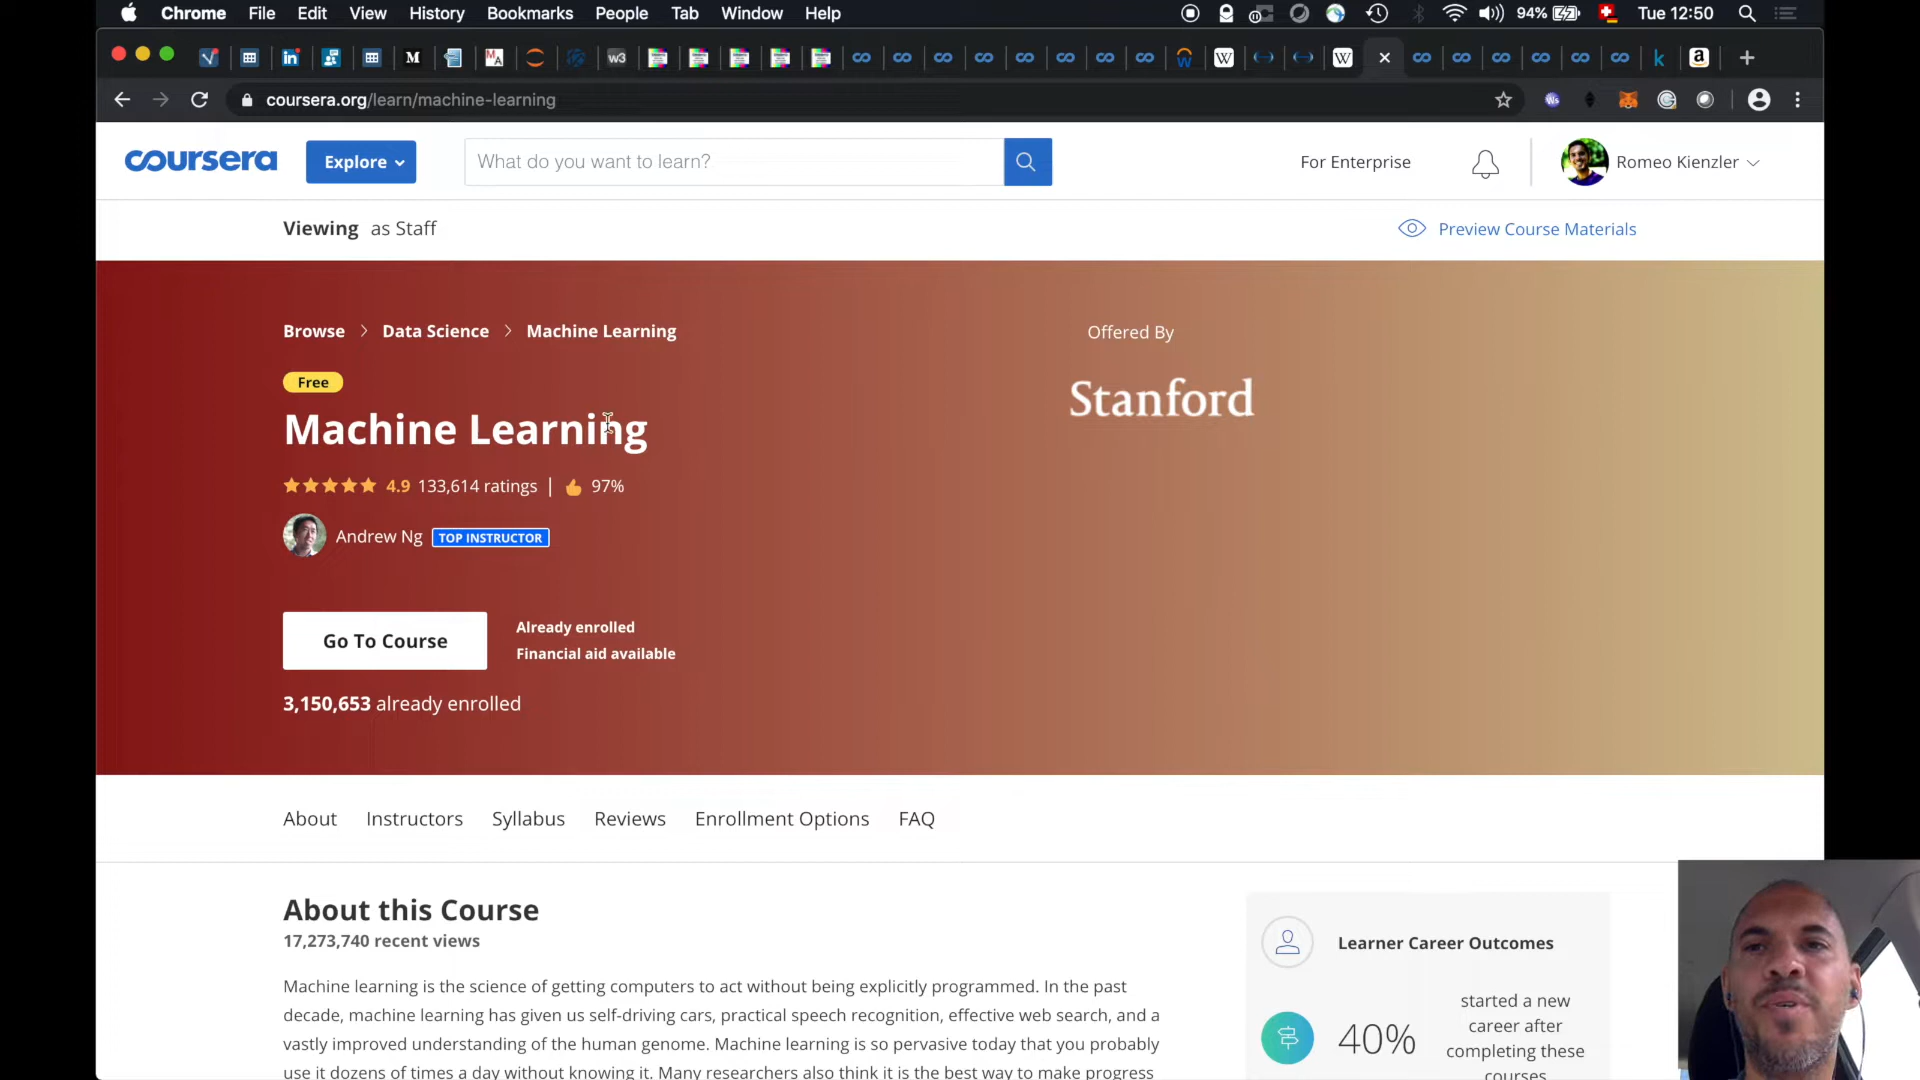 Chrome File Edit View History Bookmarks People Tab Window Help 94% Tue 12:50
coursera.org/learn/machine-learning
coursera Explore What do you want to learn? For Enterprise Romeo Kienzler
Viewing as Staff Preview Course Materials
Browse > Data Science > Machine Learning
Offered By
Free
Stanford
Machine Learning
4.9 133,614 ratings | 97%
Andrew Ng TOP INSTRUCTOR
Go To Course
Already enrolled
Financial aid available
3,150,653 already enrolled
About Instructors Syllabus Reviews Enrollment Options FAQ
About this Course
17,273,740 recent views
Machine learning is the science of getting computers to act without being explicitly programmed. In the past
decade, machine learning has given us self-driving cars, practical speech recognition, effective web search, and a
vastly improved understanding of the human genome. Machine learning is so pervasive today that you probably
use it dozens of times a day without knowing it. Many researchers also think it is the best way to make progress
Learner Career Outcomes
40%
started a new
career after
completing these
courses